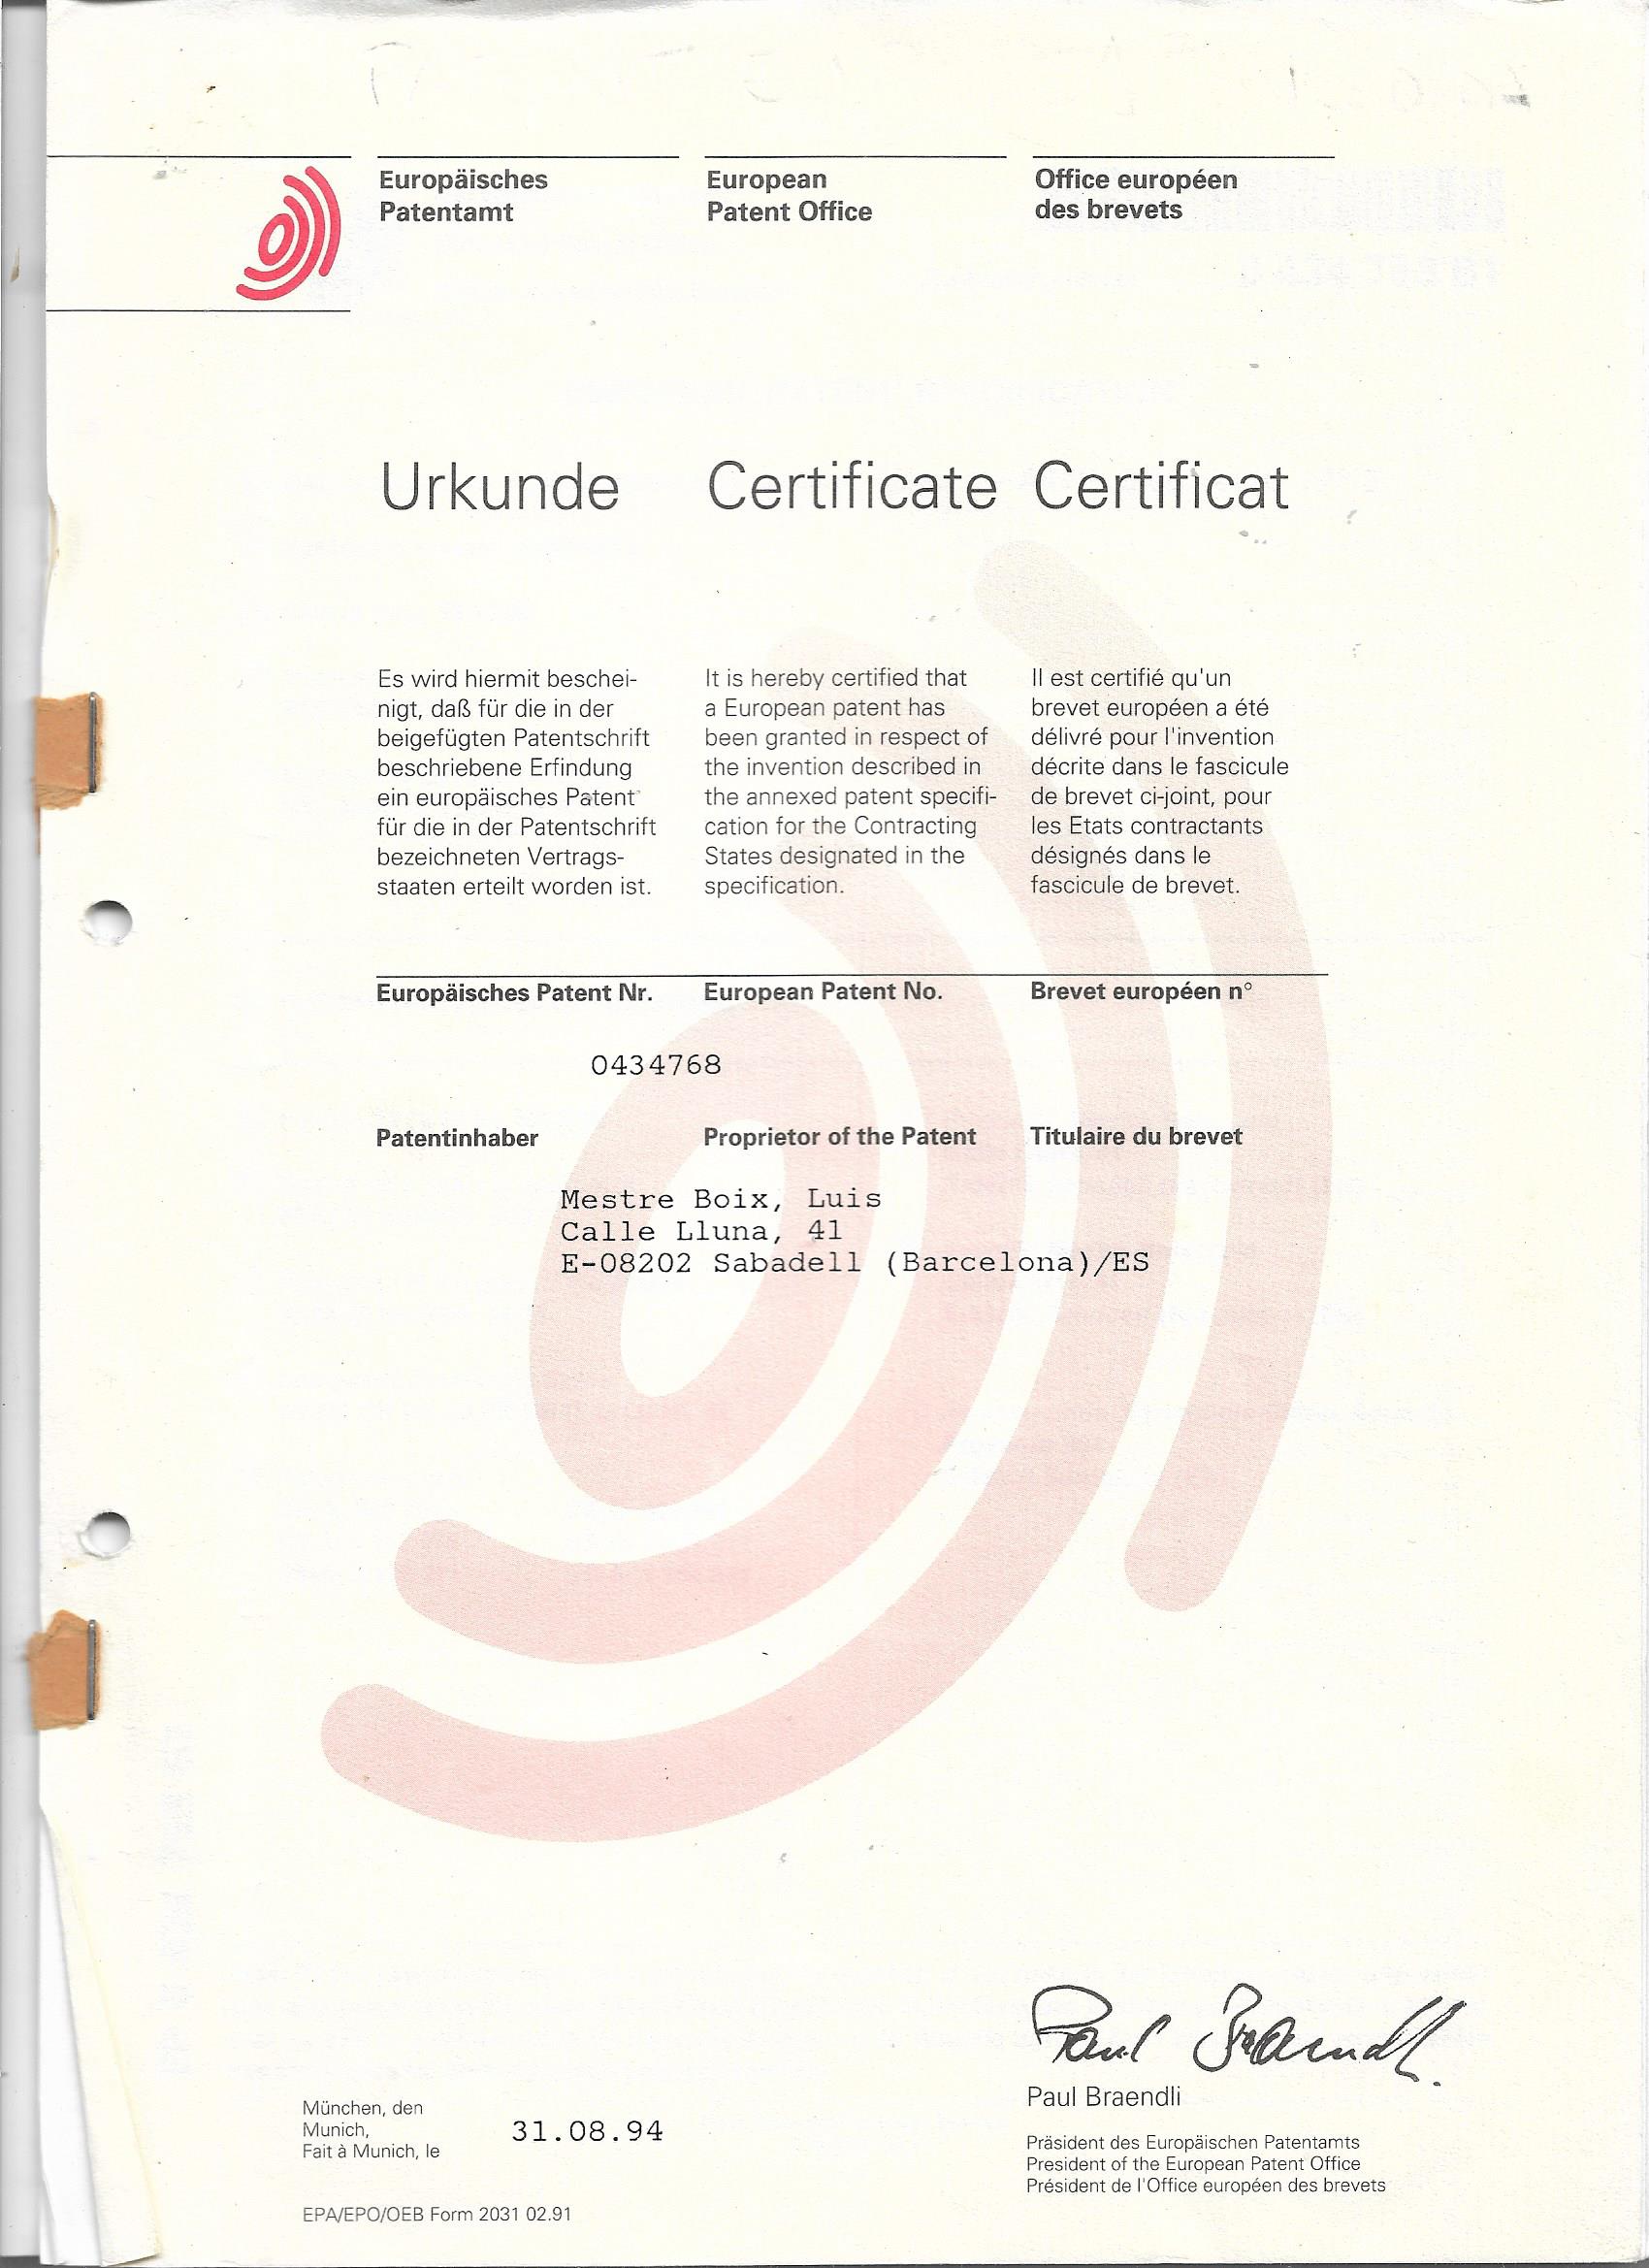 Europäisches
Patentamt
European
Patent Office
Office européen
des brevets
Urkunde
Certificate
Certificat
Es wird hiermit beschei-
nigt, daß für die in der
beigefügten Patentschrift
beschriebene Erfindung
ein europäisches Patent
für die in der Patentschrift
bezeichneten Vertrags-
staaten erteilt worden ist.
It is hereby certified that
a European patent has
been granted in respect of
the invention described in
the annexed patent specifi-
cation for the Contracting
States designated in the
specification.
Il est certifié qu'un
brevet européen a été
délivré pour l'invention
décrite dans le fascicule
de brevet ci-joint, pour
les Etats contractants
désignés dans le
fascicule de brevet.
Europäisches Patent Nr.
European Patent No.
Brevet européen n°
0434768
Patentinhaber
Proprietor of the Patent
Titulaire du brevet
Mestre Boix, Luis
Calle Lluna, 41
E-08202 Sabadell (Barcelona)/ES
Paul Braendli
Paul Braendli
Präsident des Europäischen Patentamts
President of the European Patent Office
Président de l'Office européen des brevets
München, den
Munich,
Fait à Munich, le
31.08.94
EPA/EPO/OEB Form 2031 02.91